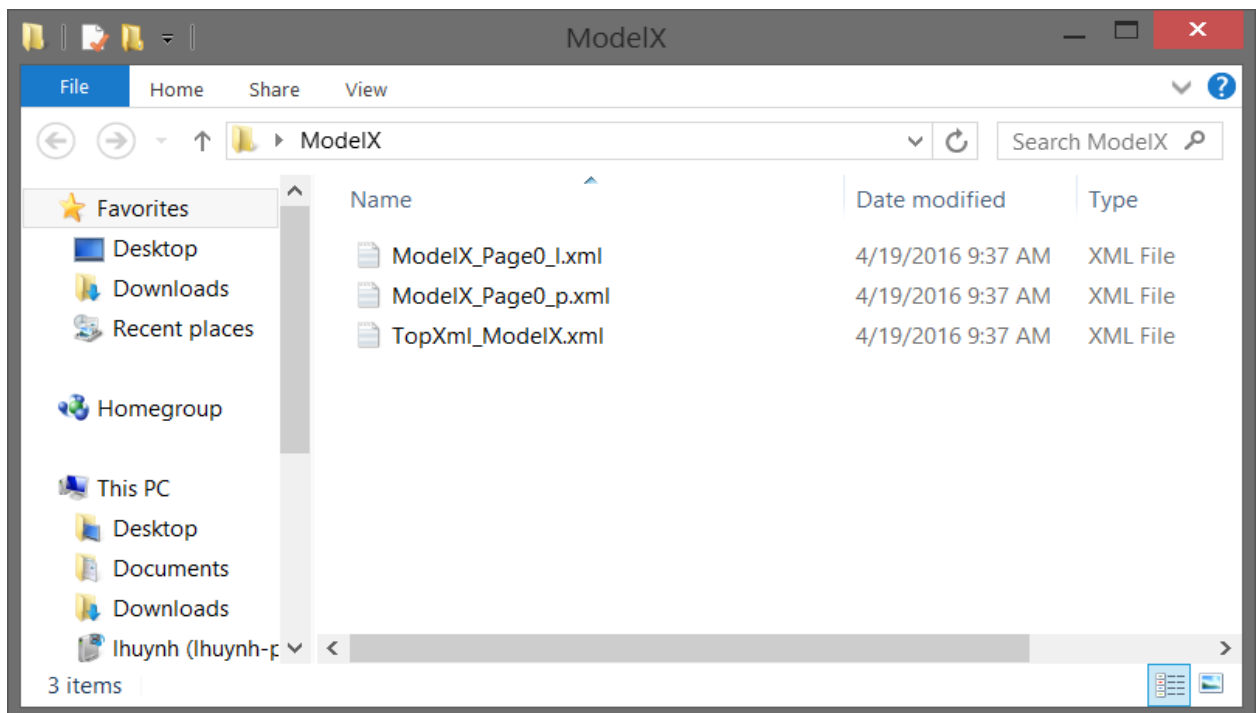 ModelX
File Home Share View
ModelX Search ModelX
Name Date modified Type
Favorites
Desktop
Downloads
Recent places
Homegroup
This PC
Desktop
Documents
Downloads
lhuynh (lhuynh-p
ModelX_Page0_l.xml 4/19/2016 9:37 AM XML File
ModelX_Page0_p.xml 4/19/2016 9:37 AM XML File
TopXml_ModelX.xml 4/19/2016 9:37 AM XML File
3 items